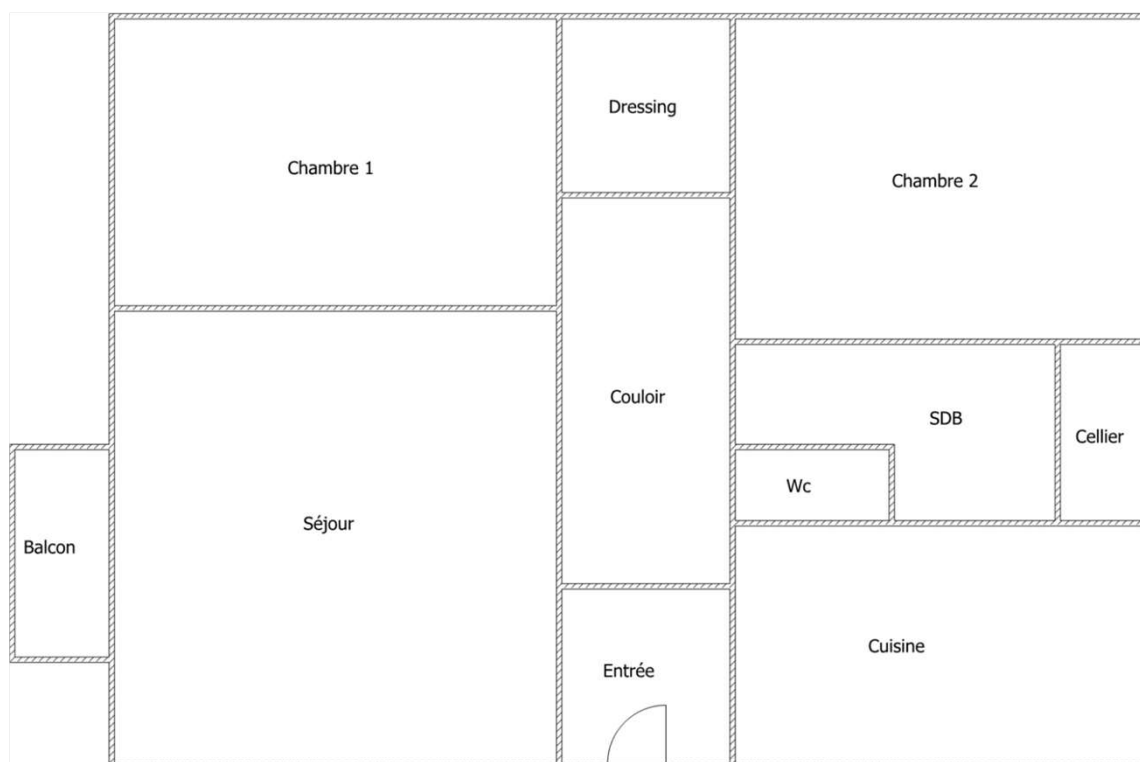 Dressing
Chambre 1
Chambre 2
Couloir
SDB
Cellier
Wc
Séjour
Balcon
Cuisine
Entrée